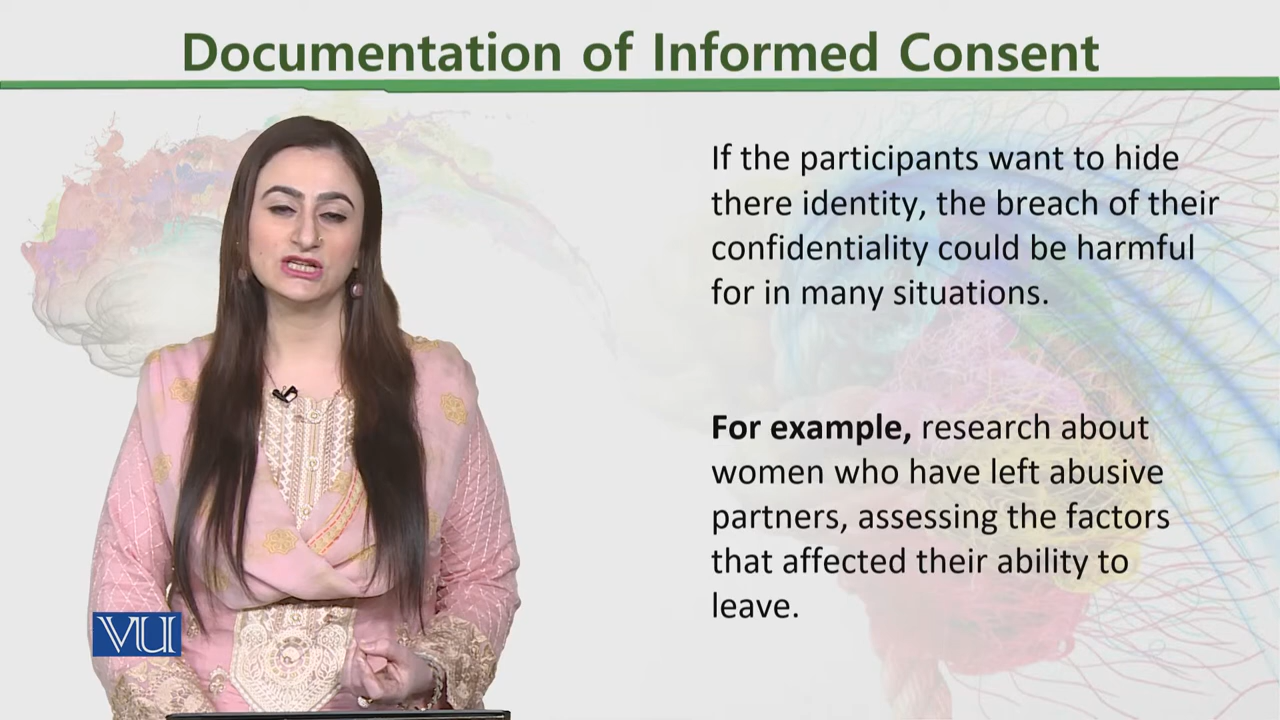 Documentation of Informed Consent
If the participants want to hide
there identity, the breach of their
confidentiality could be harmful
for in many situations.
For example, research about
women who have left abusive
partners, assessing the factors
that affected their ability to
leave.
VU